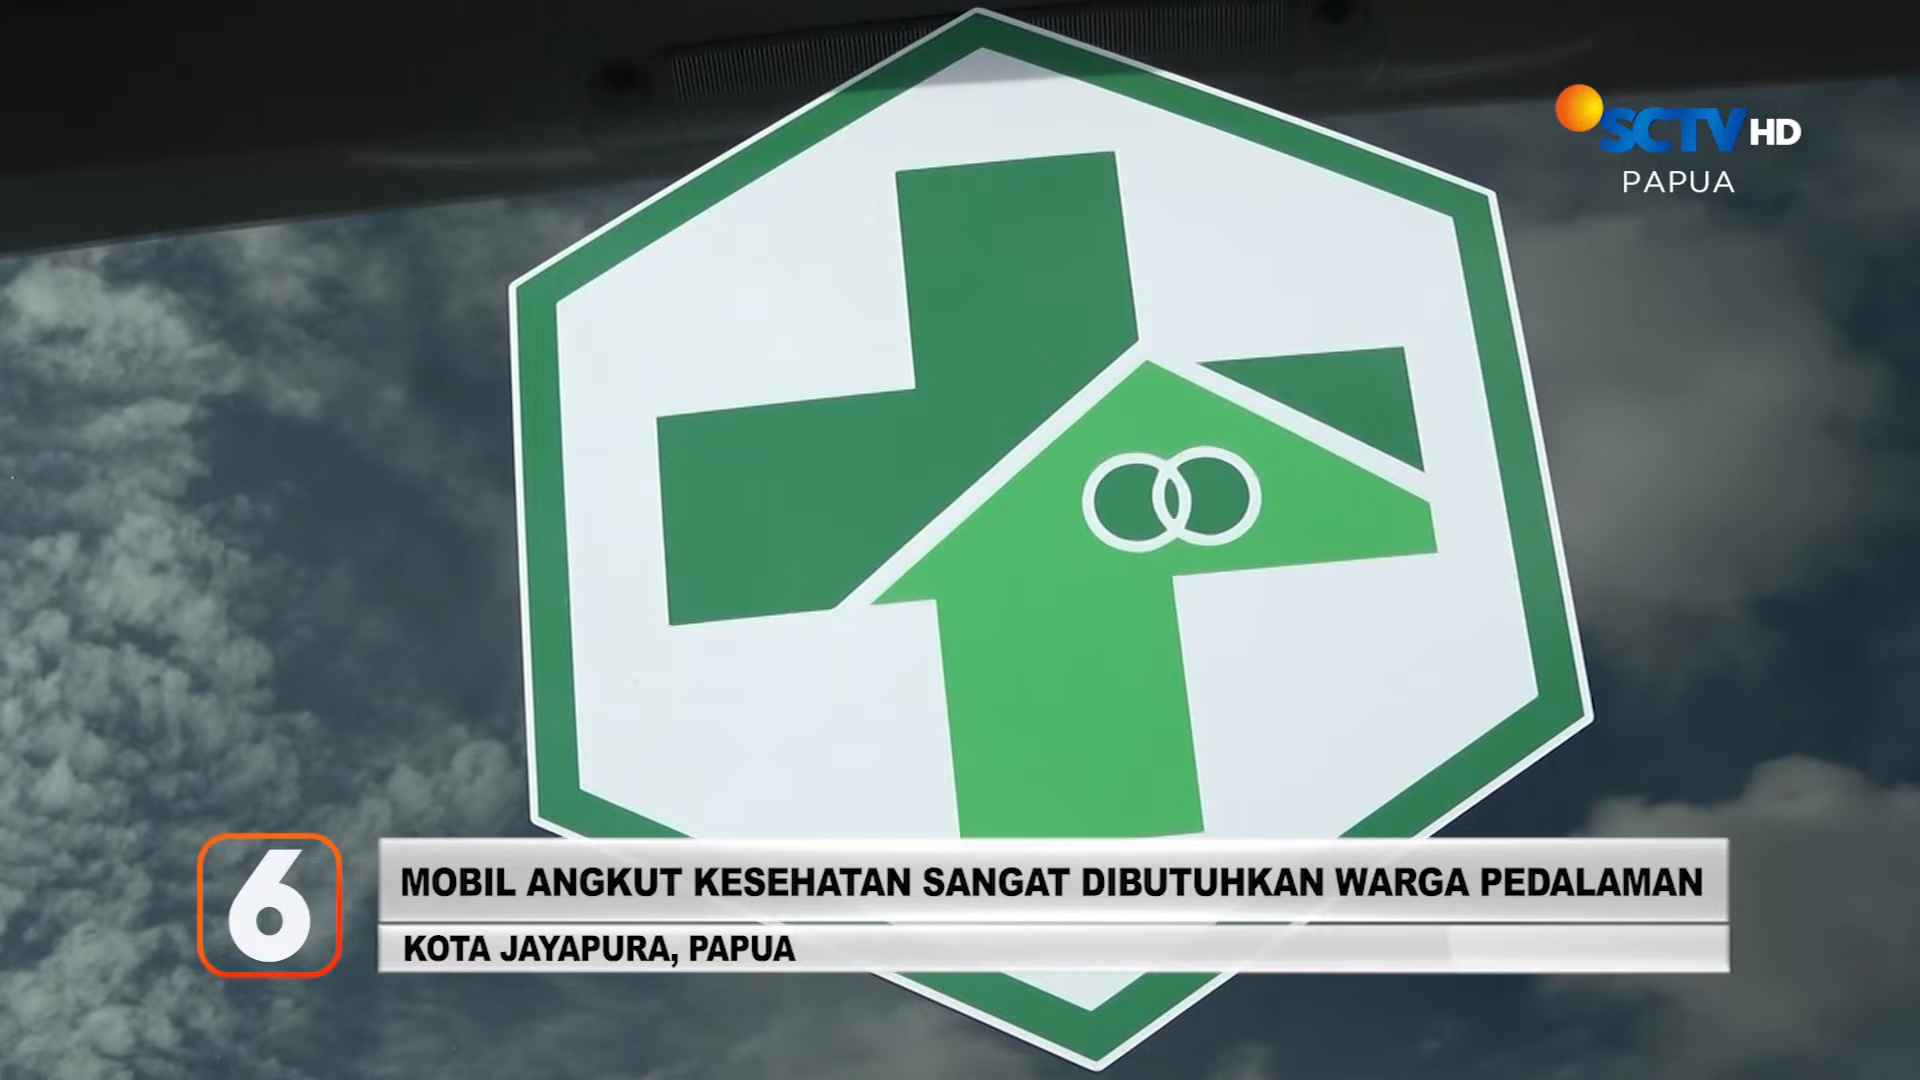 SCTV HD
PAPUA
6
MOBIL ANGKUT KESEHATAN SANGAT DIBUTUHKAN WARGA PEDALAMAN
KOTA JAYAPURA, PAPUA